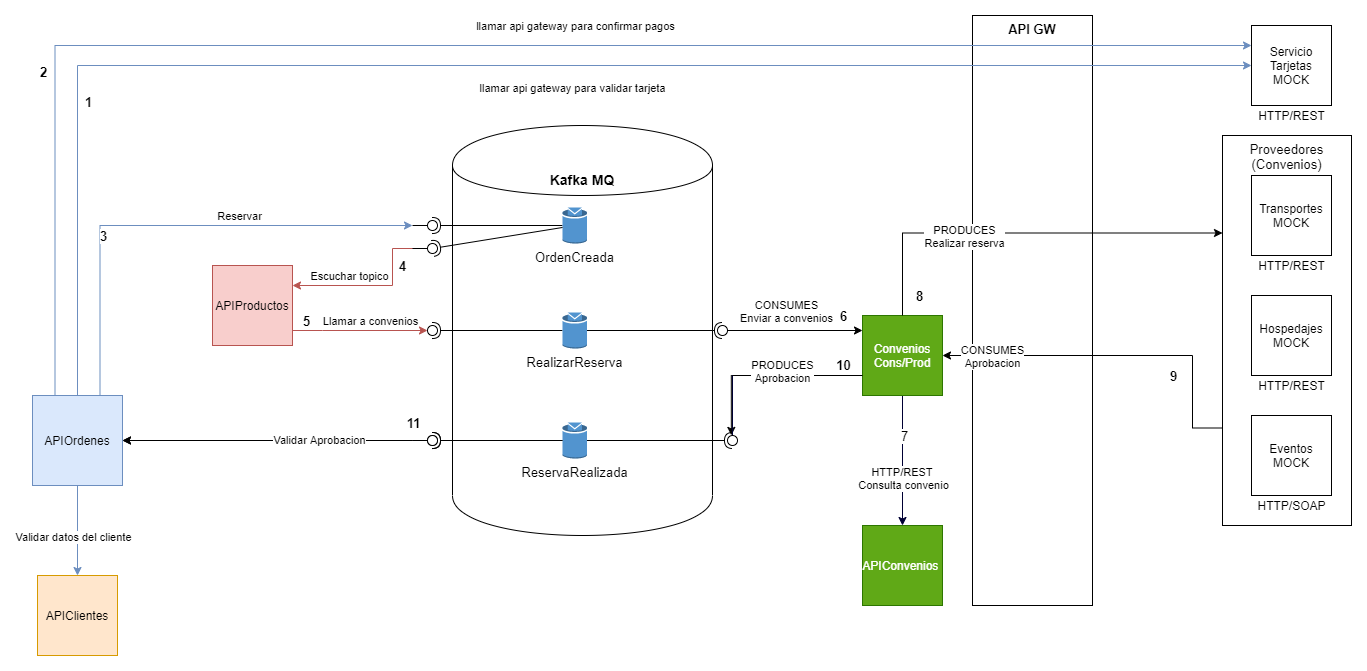 llamar api gateway para confirmar pagos
API GW
2
Servicio
Tarjetas
MOCK
1
llamar api gateway para validar tarjeta
HTTP/REST
Proveedores
(Convenios)
Kafka MQ
Reservar
Transportes
MOCK
3
PRODUCES
Realizar reserva
OrdenCreada
4
HTTP/REST
Escuchar topico
APIProductos
8
CONSUMES
Enviar a convenios
6
5
Llamar a convenios
Hospedajes
MOCK
Convenios
Cons/Prod
CONSUMES
Aprobacion
RealizarReserva
PRODUCES
Aprobacion
10
9
HTTP/REST
11
APIOrdenes
Validar Aprobacion
7
Eventos
MOCK
ReservaRealizada
HTTP/REST
Consulta convenio
HTTP/SOAP
Validar datos del cliente
APIConvenios
APIClientes